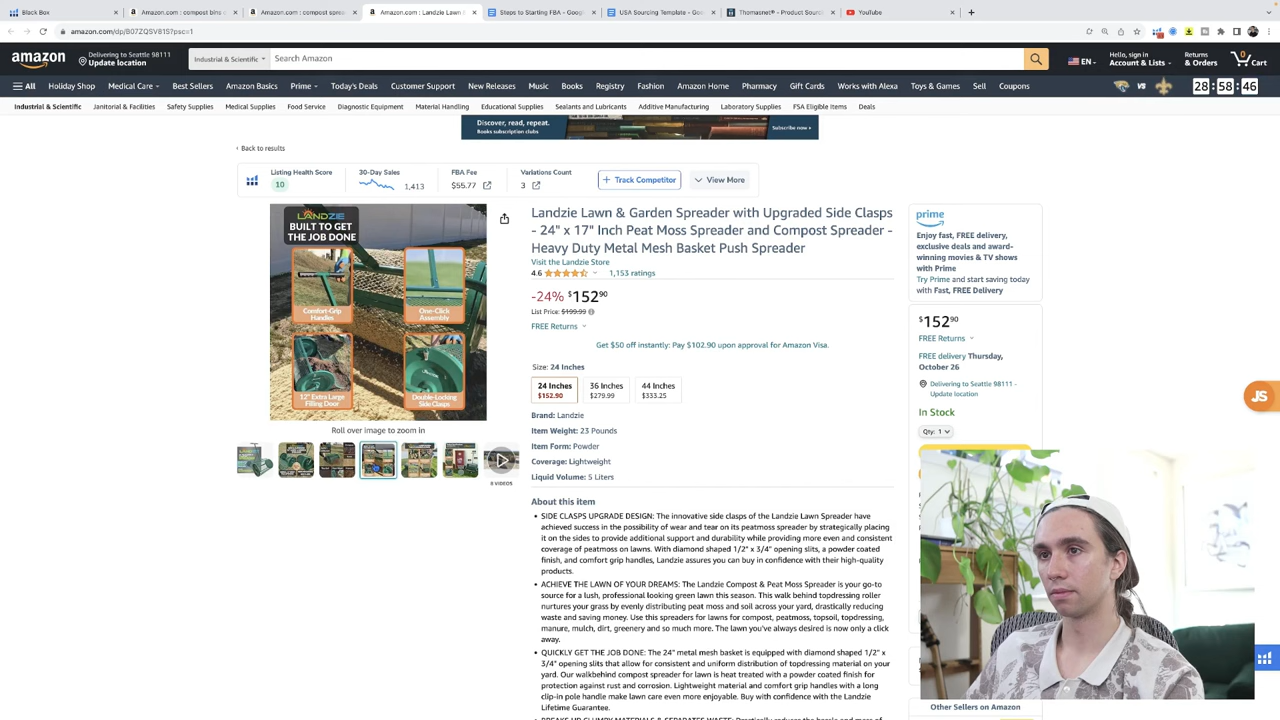 Black Box
Amazon.com : compost bins o
Amazon.com : compost sprea
Amazon.com : Landzie Lawn
Steps to Starting FBA - Googl
USA Sourcing Template - Goo
Thomasnet® - Product Sourc
YouTube
amazon.com/dp/B07ZQSV81S?psc=1
amazon
Delivering to Seattle 98111
Update location
Industrial & Scientific
Search Amazon
EN
Hello, sign in
Account & Lists
Returns
& Orders
0
Cart
All
Holiday Shop
Medical Care
Best Sellers
Amazon Basics
Prime
Today's Deals
Customer Support
New Releases
Music
Books
Registry
Fashion
Amazon Home
Pharmacy
Gift Cards
Works with Alexa
Toys & Games
Sell
Coupons
VS
28:58:46
Industrial & Scientific
Janitorial & Facilities
Safety Supplies
Medical Supplies
Food Service
Diagnostic Equipment
Material Handling
Educational Supplies
Sealants and Lubricants
Additive Manufacturing
Laboratory Supplies
FSA Eligible Items
Deals
Discover, read, repeat.
Books subscription clubs
Subscribe now ›
‹ Back to results
Listing Health Score
10
30-Day Sales
1,413
FBA Fee
$55.77
Variations Count
3
+ Track Competitor
View More
LANDZIE
BUILT TO GET
THE JOB DONE
Comfort-Grip
Handles
One-Click
Assembly
12" Extra Large
Filling Door
Double-Locking
Side Clasps
Roll over image to zoom in
8 VIDEOS
Landzie Lawn & Garden Spreader with Upgraded Side Clasps
- 24" x 17" Inch Peat Moss Spreader and Compost Spreader -
Heavy Duty Metal Mesh Basket Push Spreader
Visit the Landzie Store
4.6
1,153 ratings
-24% $152 90
List Price: $199.99
FREE Returns
Get $50 off instantly: Pay $102.90 upon approval for Amazon Visa.
Size: 24 Inches
24 Inches
$152.90
36 Inches
$279.99
44 Inches
$333.25
Brand: Landzie
Item Weight: 23 Pounds
Item Form: Powder
Coverage: Lightweight
Liquid Volume: 5 Liters
About this item
• SIDE CLASPS UPGRADE DESIGN: The innovative side clasps of the Landzie Lawn Spreader have
achieved success in the possibility of wear and tear on its peatmoss spreader by strategically placing
it on the sides to provide additional support and durability while providing more even and consistent
coverage of peatmoss on lawns. With diamond shaped 1/2" x 3/4" opening slits, a powder coated
finish, and comfort grip handles, Landzie assures you can buy in confidence with their high-quality
products.
• ACHIEVE THE LAWN OF YOUR DREAMS: The Landzie Compost & Peat Moss Spreader is your go-to
source for a lush, professional looking green lawn this season. This walk behind topdressing roller
nurtures your grass by evenly distributing peat moss and soil across your yard, drastically reducing
waste and saving money. Use this spreaders for lawns for compost, peatmoss, topsoil, topdressing,
manure, mulch, dirt, greenery and so much more. The lawn you've always desired is now only a click
away.
• QUICKLY GET THE JOB DONE: The 24" metal mesh basket is equipped with diamond shaped 1/2" x
3/4" opening slits that allow for consistent and uniform distribution of topdressing material on your
yard. Our walkbehind compost spreader for lawn is heat treated with a powder coated finish for
protection against rust and corrosion. Lightweight material and comfort grip handles with a long
clip-in pole handle make lawn care even more enjoyable. Buy with confidence with the Landzie
Lifetime Guarantee.
prime
Enjoy fast, FREE delivery,
exclusive deals and award-
winning movies & TV shows
with Prime
Try Prime and start saving today
with Fast, FREE Delivery
$152 90
FREE Returns
FREE delivery Thursday,
October 26
Delivering to Seattle 98111 -
Update location
In Stock
Qty: 1
JS
Other Sellers on Amazon